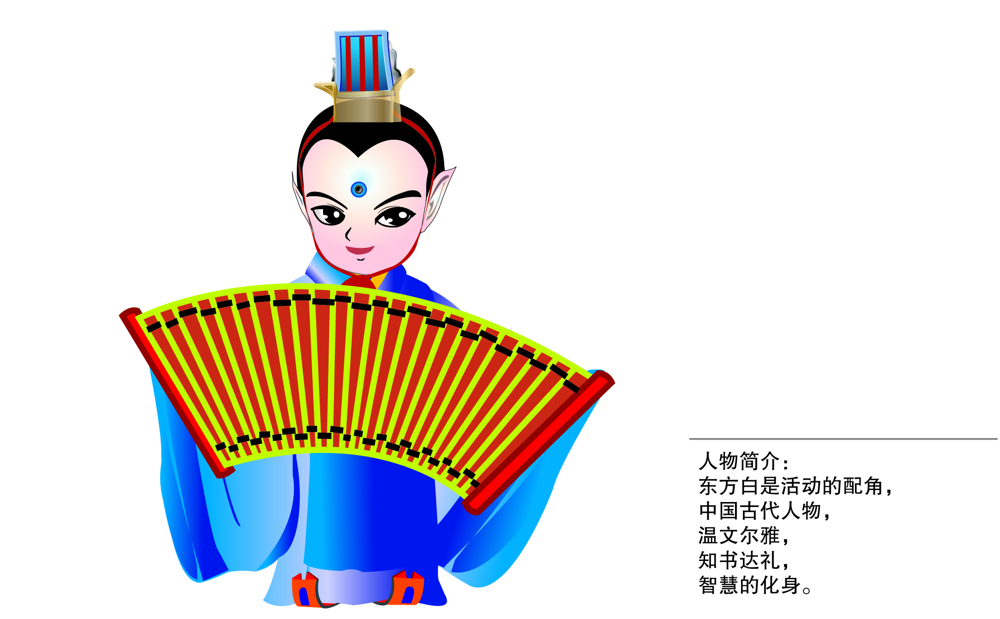 人物简介：
东方白是活动的配角，
中国古代人物，
温文尔雅，
知书达礼，
智慧的化身。